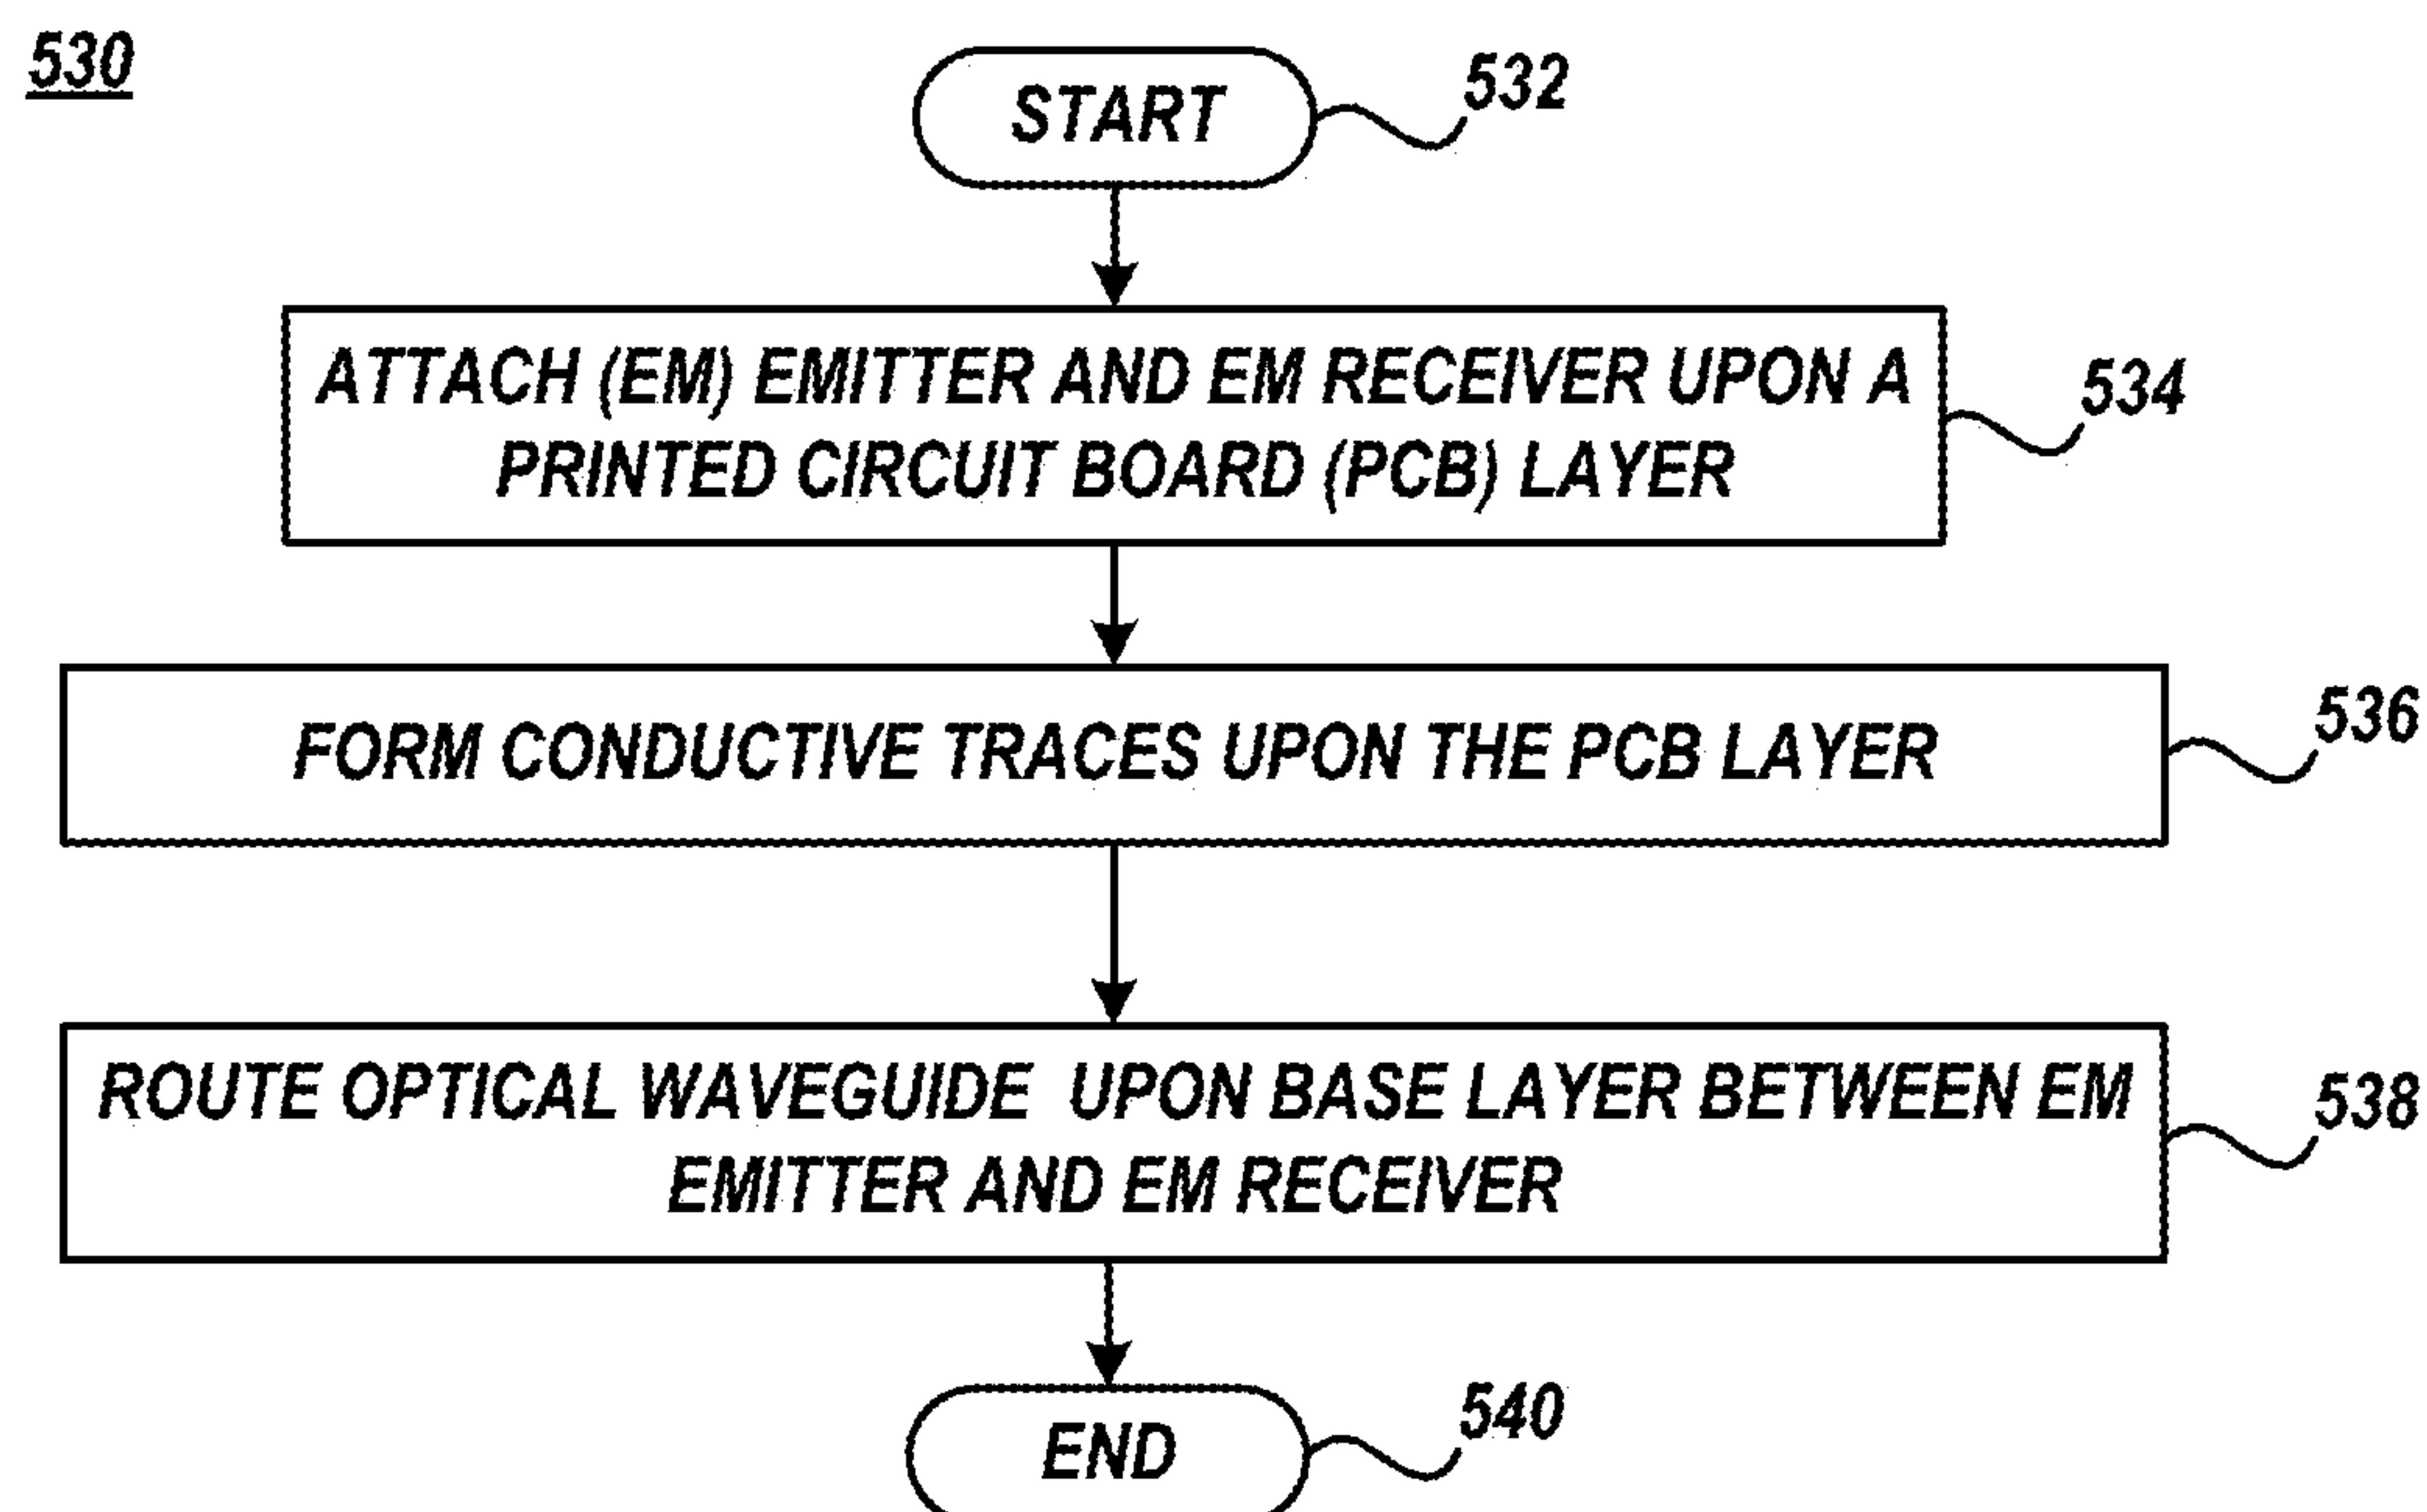 530
START
532
ATTACH (EM) EMITTER AND EM RECEIVER UPON A
PRINTED CIRCUIT BOARD (PCB) LAYER
534
FORM CONDUCTIVE TRACES UPON THE PCB LAYER
536
ROUTE OPTICAL WAVEGUIDE UPON BASE LAYER BETWEEN EM
EMITTER AND EM RECEIVER
538
END
540